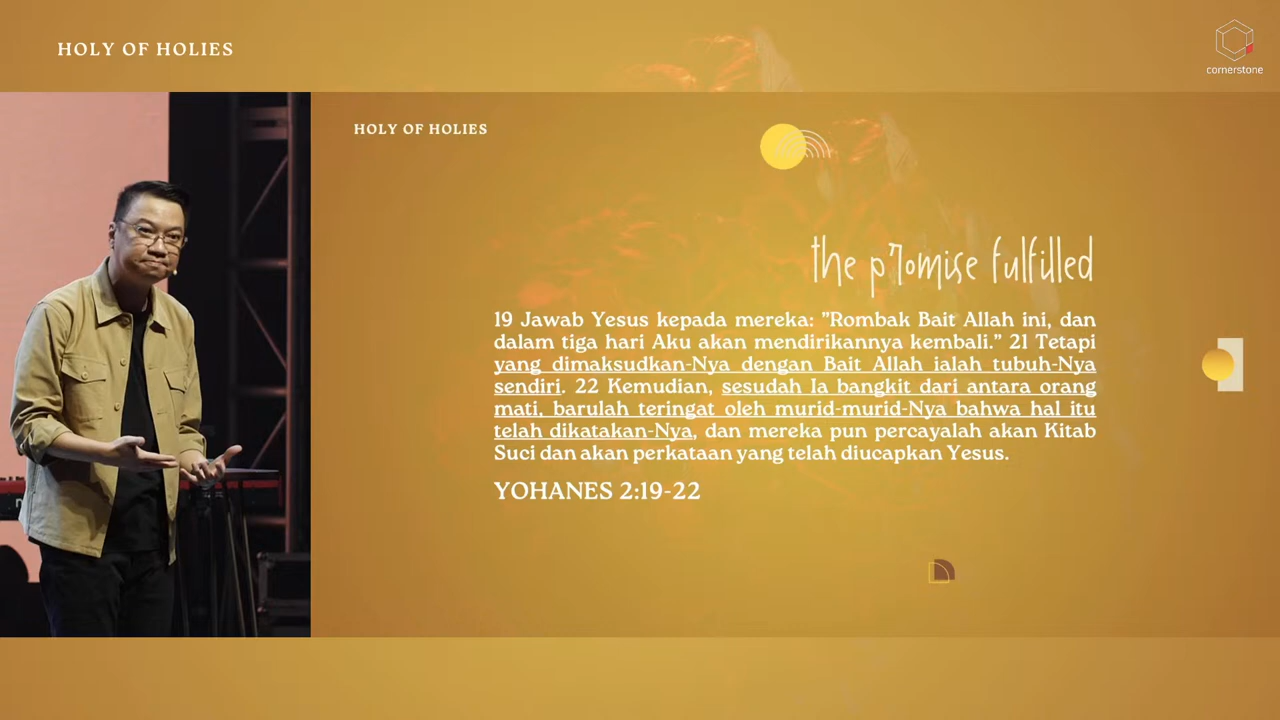 HOLY OF HOLIES
cornerstone
HOLY OF HOLIES
the promise fulfilled
19 Jawab Yesus kepada mereka: "Rombak Bait Allah ini, dan
dalam tiga hari Aku akan mendirikannya kembali." 21 Tetapi
yang dimaksudkan-Nya dengan Bait Allah ialah tubuh-Nya
sendiri. 22 Kemudian, sesudah Ia bangkit dari antara orang
mati, barulah teringat oleh murid-murid-Nya bahwa hal itu
telah dikatakan-Nya, dan mereka pun percayalah akan Kitab
Suci dan akan perkataan yang telah diucapkan Yesus.
YOHANES 2:19-22